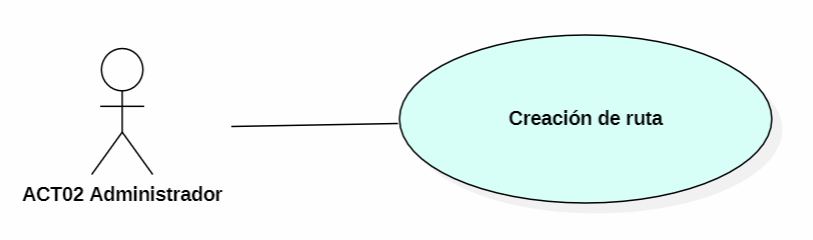 Creación de ruta
ACT02 Administrador